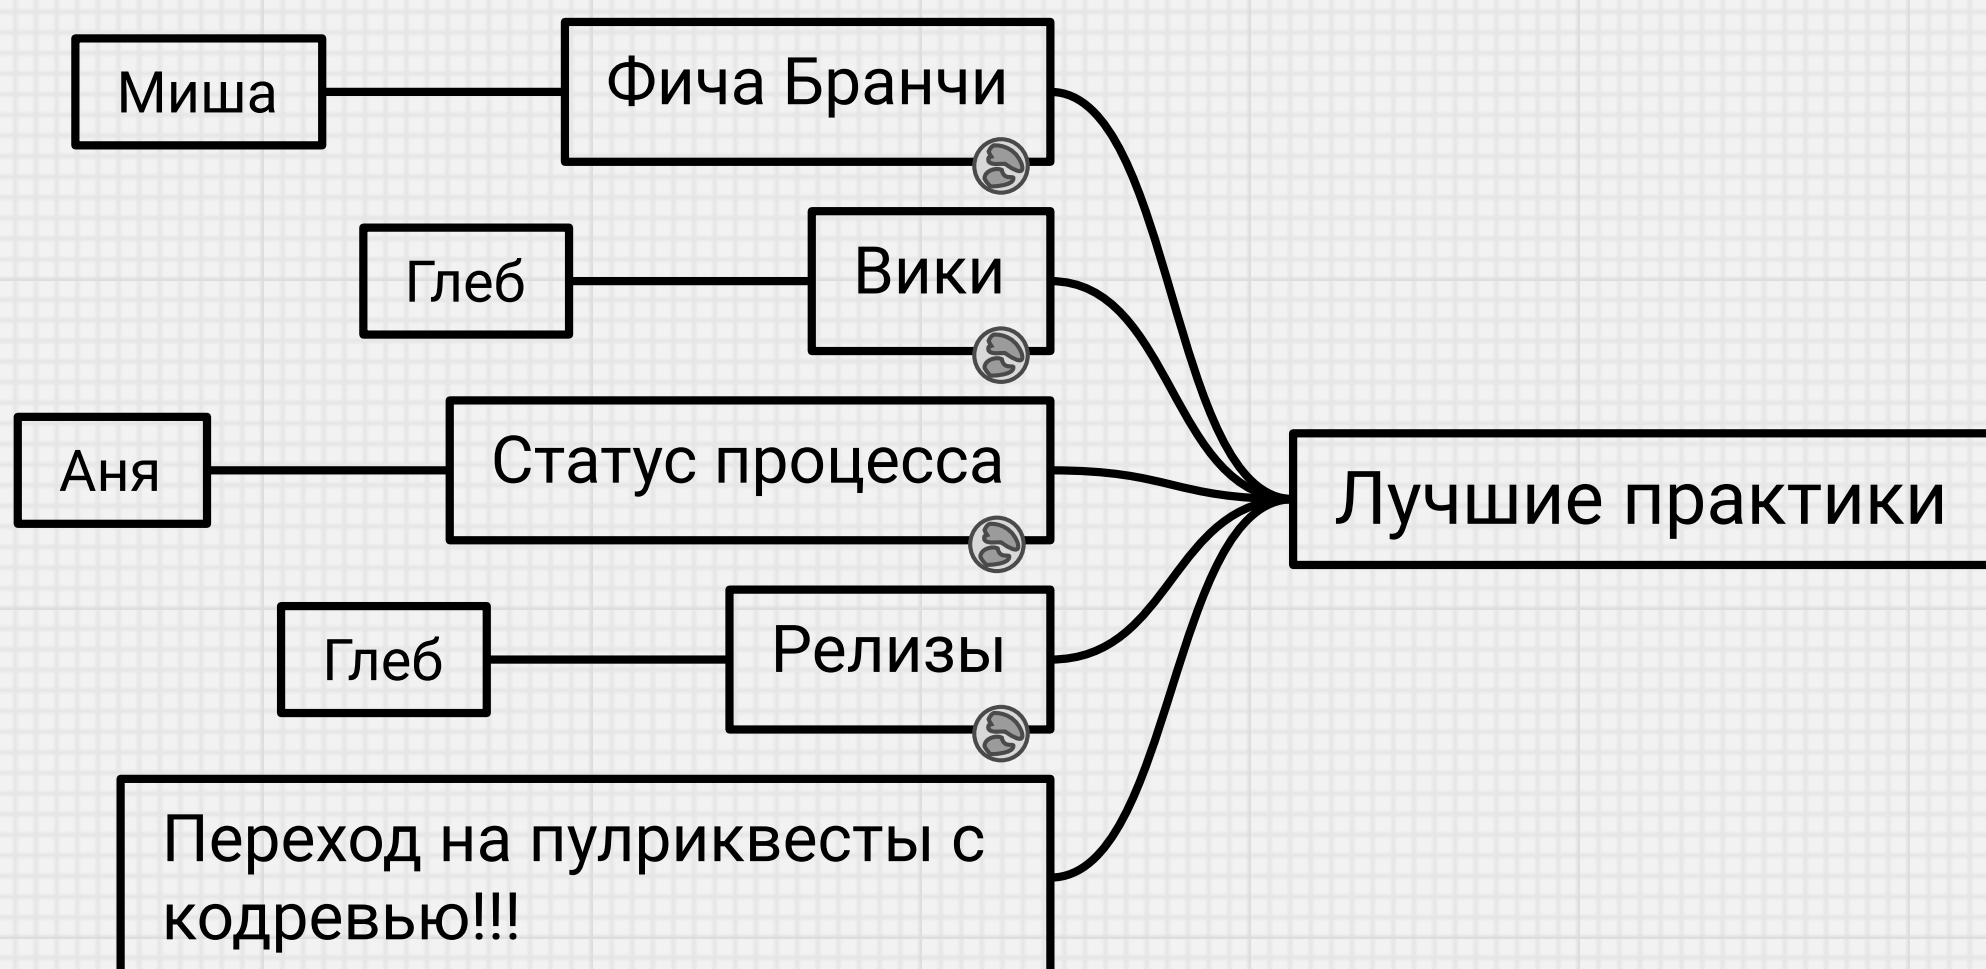 Миша
Фича Бранчи
Глеб
Вики
Аня
Статус процесса
Лучшие практики
Глеб
Релизы
Переход на пулриквесты с
кодревью!!!